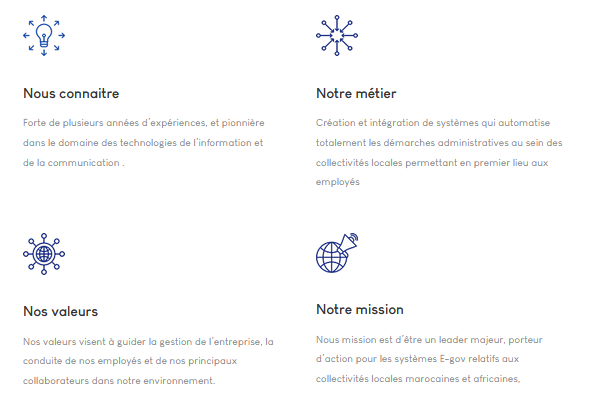 Nous connaitre
Forte de plusieurs années d'expériences, et pionnière
dans le domaine des technologies de l'information et
de la communication .
Notre métier
Création et intégration de systèmes qui automatise
totalement les démarches administratives au sein des
collectivités locales permettant en premier lieu aux
employés
Nos valeurs
Nos valeurs visent à guider la gestion de l'entreprise, la
conduite de nos employés et de nos principaux
collaborateurs dans notre environnement.
Notre mission
Nous mission est d'être un leader majeur, porteur
d'action pour les systèmes E-gov relatifs aux
collectivités locales marocaines et africaines,